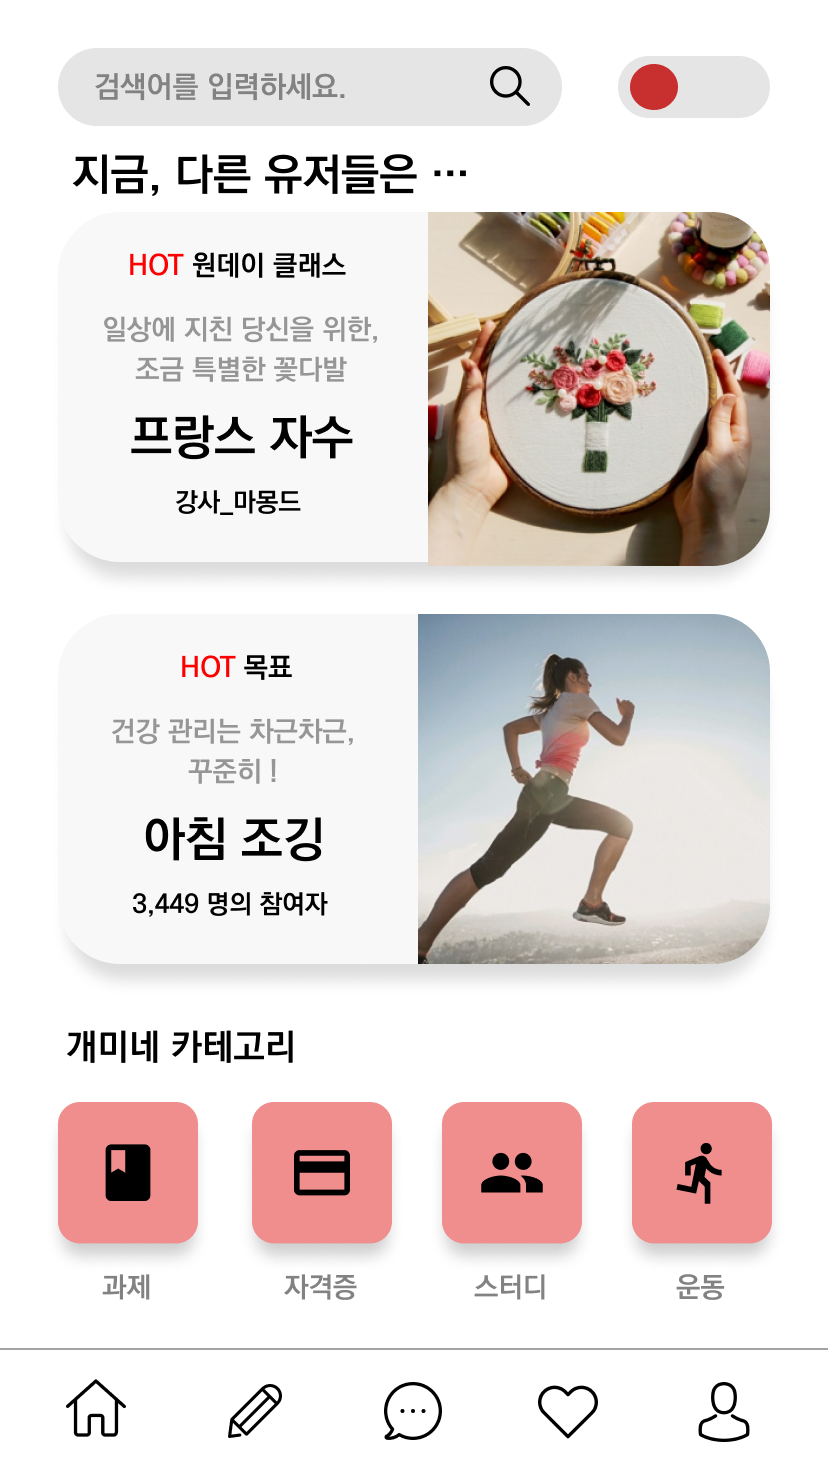 검색어를 입력하세요.
지금, 다른 유저들은 ···
HOT 원데이 클래스
일상에 지친 당신을 위한,
조금 특별한 꽃다발
프랑스 자수
강사_마몽드
HOT 목표
건강 관리는 차근차근,
꾸준히 !
아침 조깅
3,449 명의 참여자
개미네 카테고리
과제
자격증
스터디
운동